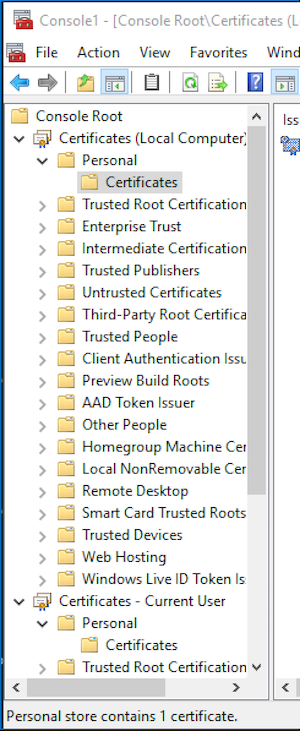 Console1 - [Console Root\Certificates (L
File Action View Favorites Wind
Console Root
Iss
Certificates (Local Computer)
Personal
Certificates
Trusted Root Certification
Enterprise Trust
Intermediate Certification
Trusted Publishers
Untrusted Certificates
Third-Party Root Certifica
Trusted People
Client Authentication Issu
Preview Build Roots
AAD Token Issuer
Other People
Homegroup Machine Cer
Local NonRemovable Cer
Remote Desktop
Smart Card Trusted Roots
Trusted Devices
Web Hosting
Windows Live ID Token Is
Certificates - Current User
Personal
Certificates
Trusted Root Certification
Personal store contains 1 certificate.